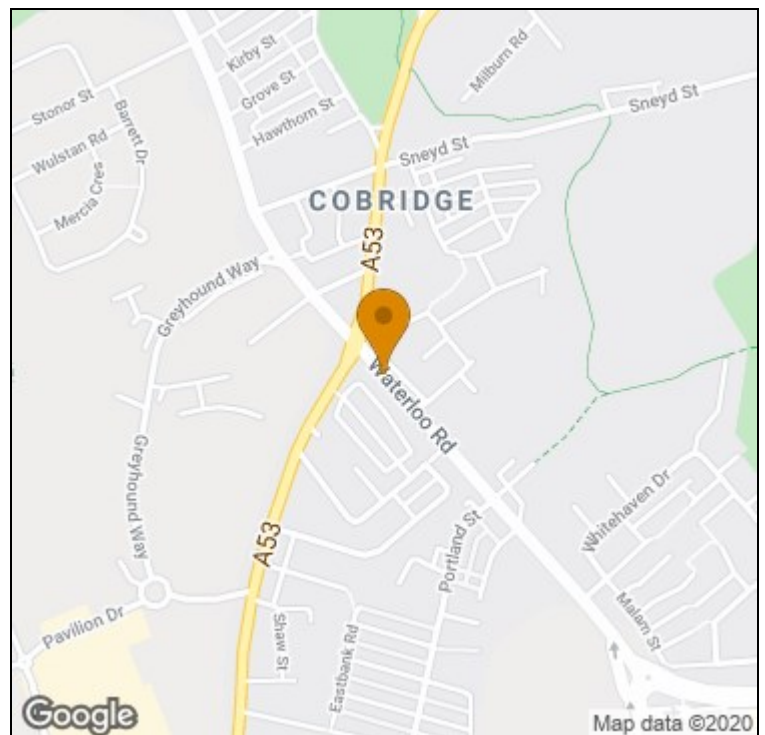 Kirby St
Milburn Rd
Stonor St
Grove St
Sneyd St
Barrett Dr
Hawthorn St
Wulstan Rd
Sneyd St
Mercia Cres
COBRIDGE
A53
Greyhound Way
Waterloo Rd
Greyhound Way
Whitehaven Dr
A53
Portland St
Pavilion Dr
Shaw St
Eastbank Rd
Malam St
Google
Map data ©2020